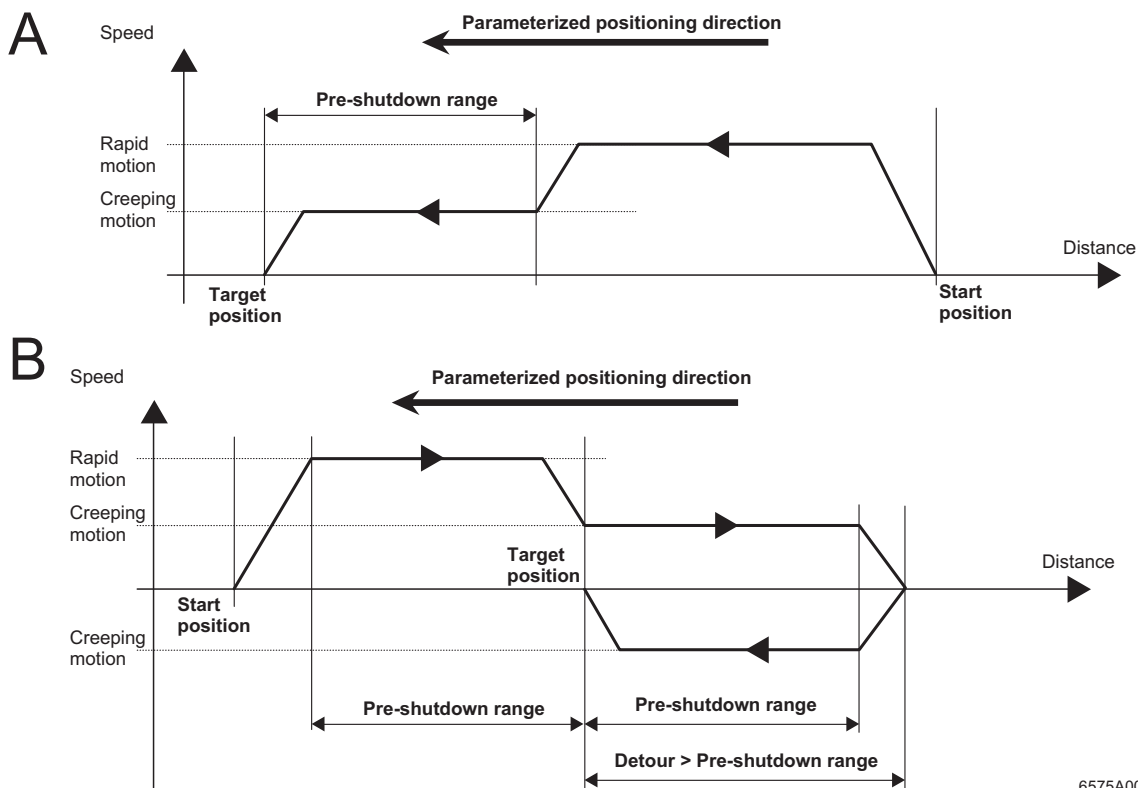 A
Speed
Parameterized positioning direction
Pre-shutdown range
Rapid
motion
Creeping
motion
Distance
Target
position
Start
position
B
Speed
Parameterized positioning direction
Rapid
motion
Creeping
motion
Target
position
Distance
Start
position
Creeping
motion
Pre-shutdown range
Pre-shutdown range
Detour > Pre-shutdown range
6575A00